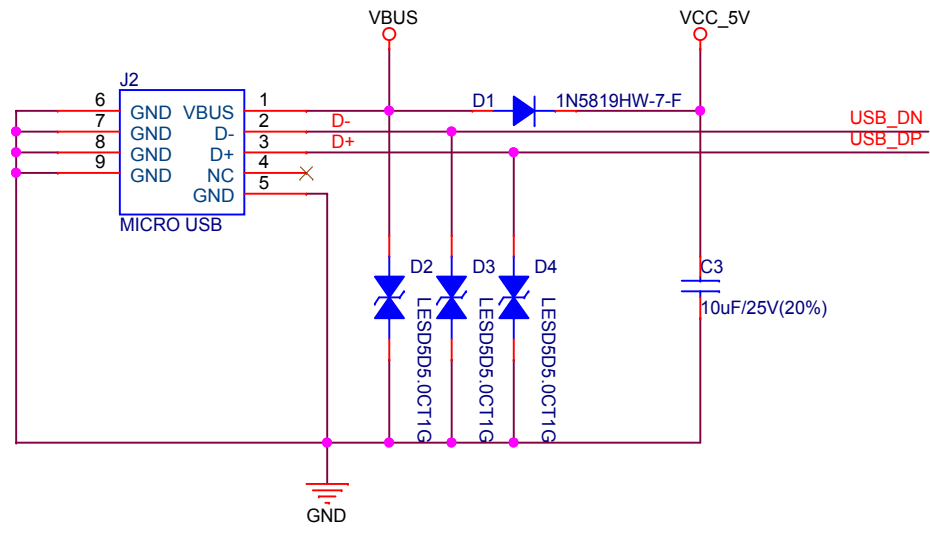 VBUS
VCC_5V
J2
6 GND VBUS 1
7 GND D- 2
8 GND D+ 3
9 GND NC 4
GND 5
MICRO USB
D-
D+
D1 1N5819HW-7-F
USB_DN
USB_DP
D2
LESD5D5.0CT1G
D3
LESD5D5.0CT1G
D4
LESD5D5.0CT1G
C3
10uF/25V(20%)
GND